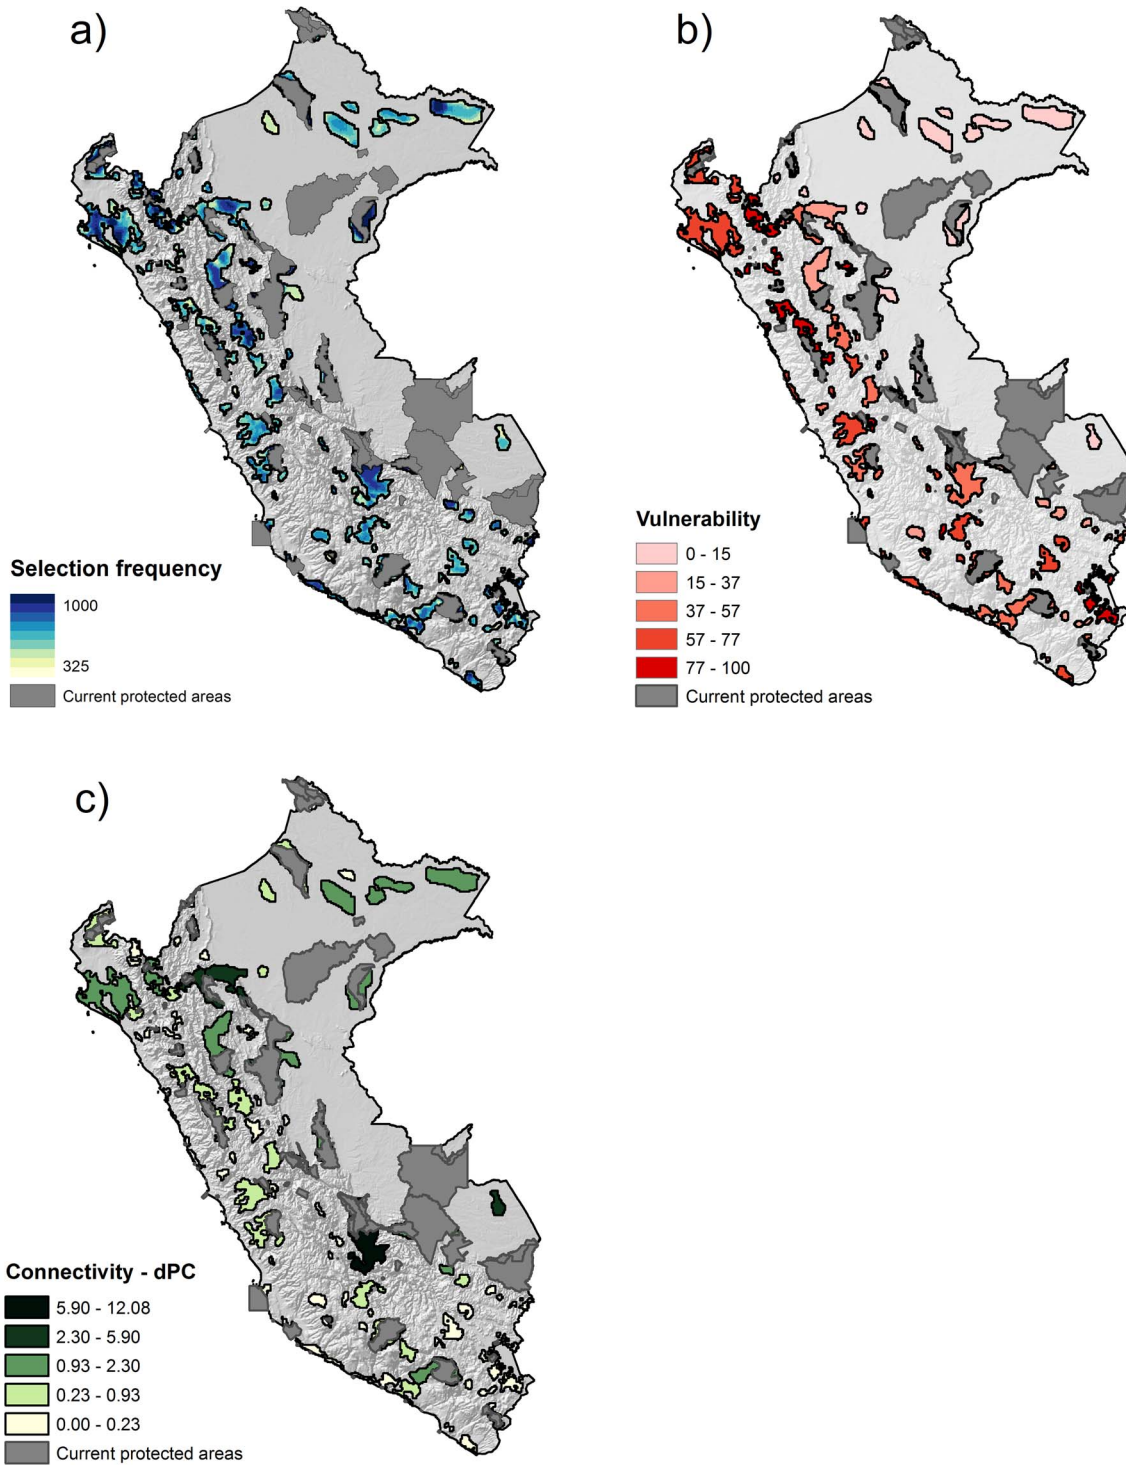 a)
Selection frequency
1000
325
Current protected areas
b)
Vulnerability
0 - 15
15 - 37
37 - 57
57 - 77
77 - 100
Current protected areas
c)
Connectivity - dPC
5.90 - 12.08
2.30 - 5.90
0.93 - 2.30
0.23 - 0.93
0.00 - 0.23
Current protected areas